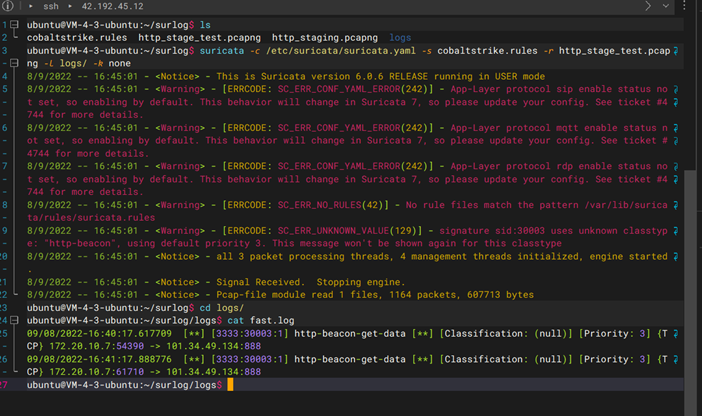 ssh 42.192.45.12
1 ubuntu@VM-4-3-ubuntu:~/surlog$ ls
2 cobaltstrike.rules http_stage_test.pcapng http_staging.pcapng logs
3 ubuntu@VM-4-3-ubuntu:~/surlog$ suricata -c /etc/suricata/suricata.yaml -s cobaltstrike.rules -r http_stage_test.pcap
ng -L logs/ -k none
4 8/9/2022 -- 16:45:01 - <Notice> - This is Suricata version 6.0.6 RELEASE running in USER mode
5 8/9/2022 -- 16:45:01 - <Warning> - [ERRCODE: SC_ERR_CONF_YAML_ERROR(242)] - App-Layer protocol sip enable status no
t set, so enabling by default. This behavior will change in Suricata 7, so please update your config. See ticket #4
744 for more details.
6 8/9/2022 -- 16:45:01 - <Warning> - [ERRCODE: SC_ERR_CONF_YAML_ERROR(242)] - App-Layer protocol mqtt enable status n
ot set, so enabling by default. This behavior will change in Suricata 7, so please update your config. See ticket #
4744 for more details.
7 8/9/2022 -- 16:45:01 - <Warning> - [ERRCODE: SC_ERR_CONF_YAML_ERROR(242)] - App-Layer protocol rdp enable status no
t set, so enabling by default. This behavior will change in Suricata 7, so please update your config. See ticket #4
744 for more details.
8 8/9/2022 -- 16:45:01 - <Warning> - [ERRCODE: SC_ERR_NO_RULES(42)] - No rule files match the pattern /var/lib/surica
ta/rules/suricata.rules
9 8/9/2022 -- 16:45:01 - <Warning> - [ERRCODE: SC_ERR_UNKNOWN_VALUE(129)] - signature sid:30003 uses unknown classtyp
e: "http-beacon", using default priority 3. This message won't be shown again for this classtype
20 8/9/2022 -- 16:45:01 - <Notice> - all 3 packet processing threads, 4 management threads initialized, engine started
.
21 8/9/2022 -- 16:45:01 - <Notice> - Signal Received. Stopping engine.
22 8/9/2022 -- 16:45:01 - <Notice> - Pcap-file module read 1 files, 1164 packets, 607713 bytes
23 ubuntu@VM-4-3-ubuntu:~/surlog$ cd logs/
24 ubuntu@VM-4-3-ubuntu:~/surlog/logs$ cat fast.log
25 09/08/2022-16:40:17.617709 [**] [3333:30003:1] http-beacon-get-data [**] [Classification: (null)] [Priority: 3] {T
CP} 172.20.10.7:54390 -> 101.34.49.134:888
26 09/08/2022-16:41:17.888776 [**] [3333:30003:1] http-beacon-get-data [**] [Classification: (null)] [Priority: 3] {T
CP} 172.20.10.7:61710 -> 101.34.49.134:888
27 ubuntu@VM-4-3-ubuntu:~/surlog/logs$